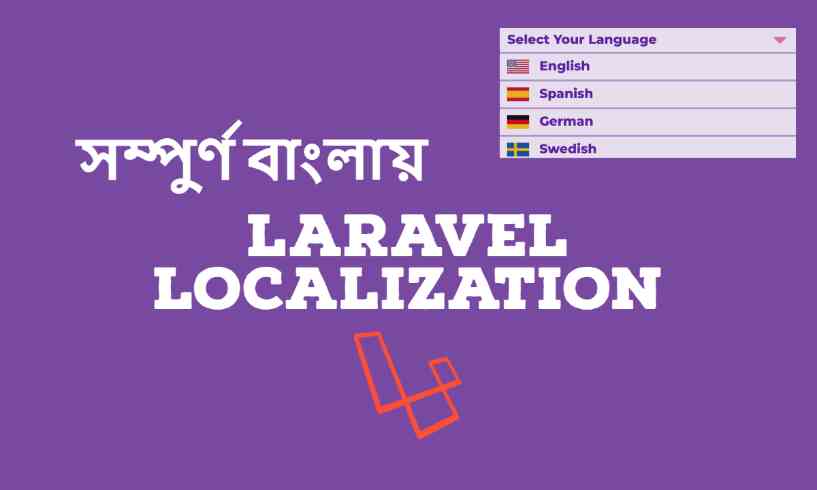 Select Your Language
English
Spanish
German
Swedish
সম্পুর্ণ বাংলায়
LARAVEL
LOCALIZATION